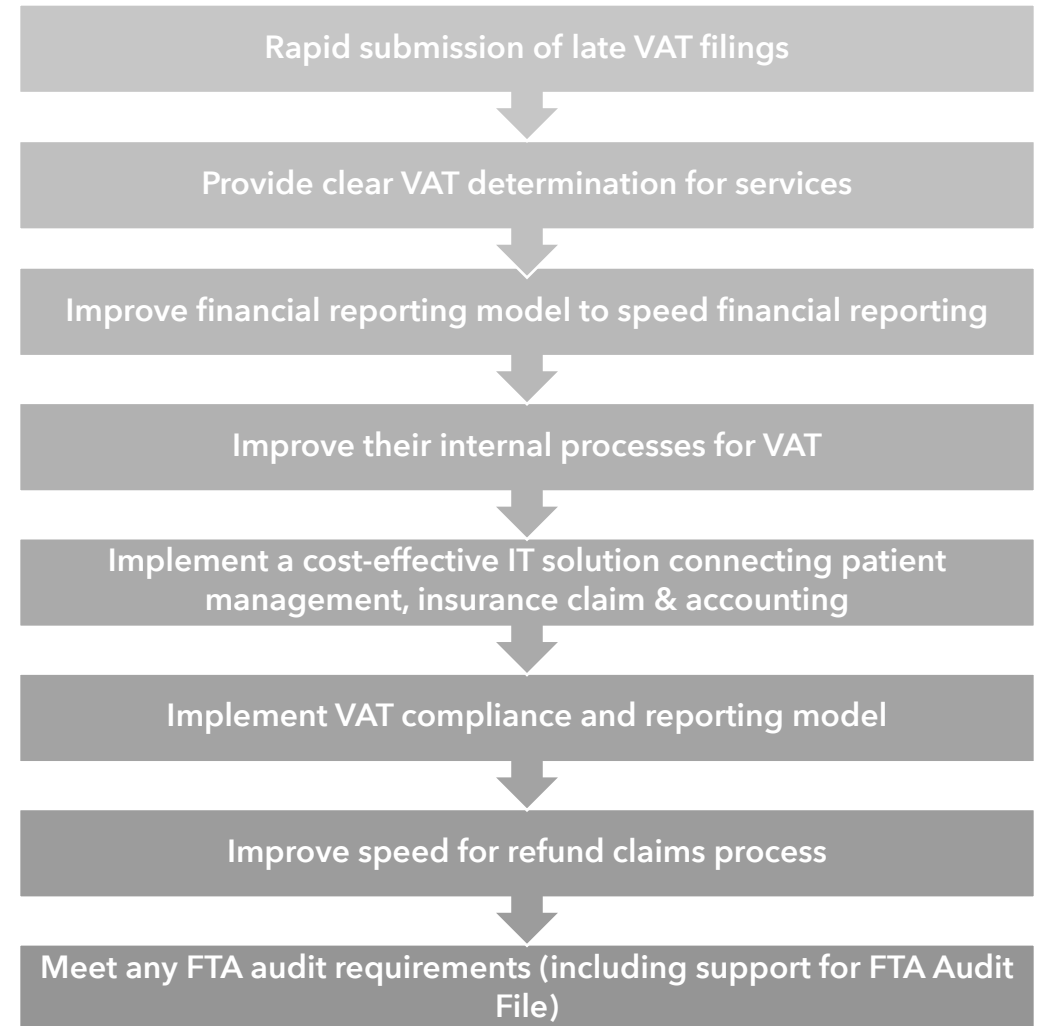 Rapid submission of late VAT filings
Provide clear VAT determination for services
Improve financial reporting model to speed financial reporting
Improve their internal processes for VAT
Implement a cost-effective IT solution connecting patient
management, insurance claim & accounting
Implement VAT compliance and reporting model
Improve speed for refund claims process
Meet any FTA audit requirements (including support for FTA Audit
File)